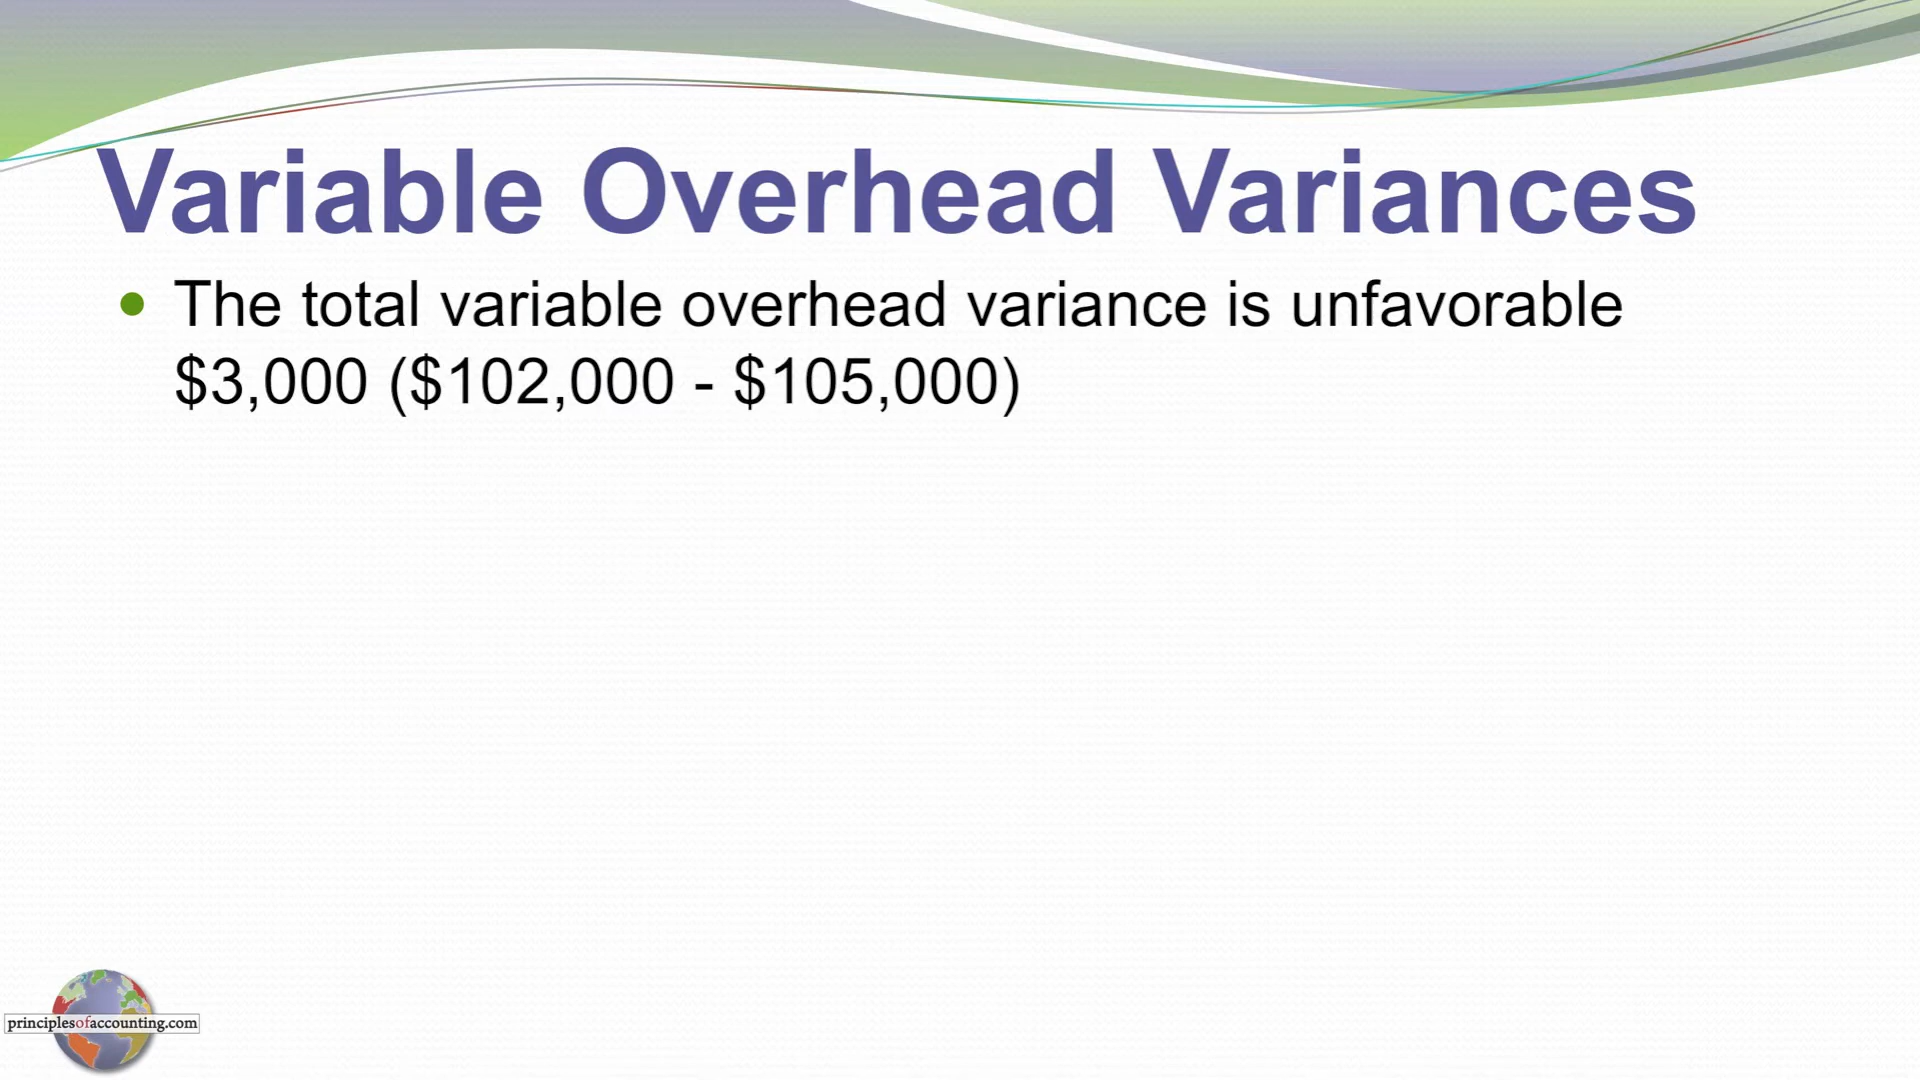 Variable Overhead Variances
• The total variable overhead variance is unfavorable
$3,000 ($102,000 - $105,000)
principlesofaccounting.com